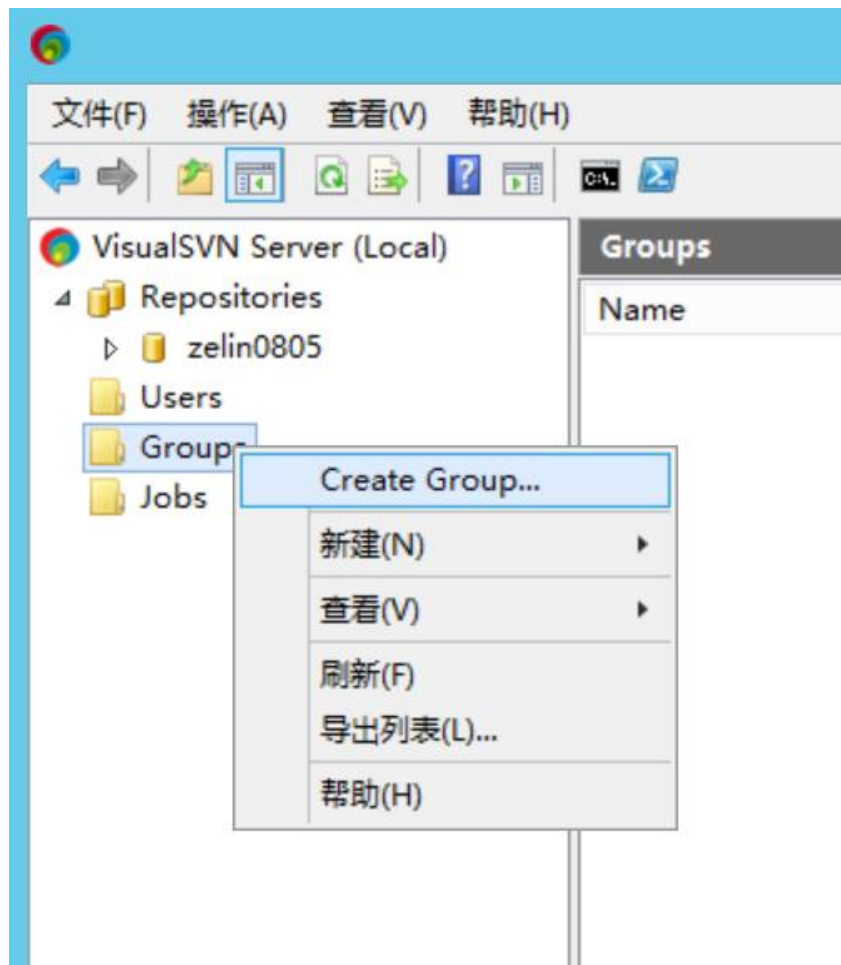 文件(F) 操作(A) 查看(V) 帮助(H)
VisualSVN Server (Local)
Repositories
zelin0805
Users
Groups
Jobs
Groups
Name
Create Group...
新建(N)
查看(V)
刷新(F)
导出列表(L)...
帮助(H)